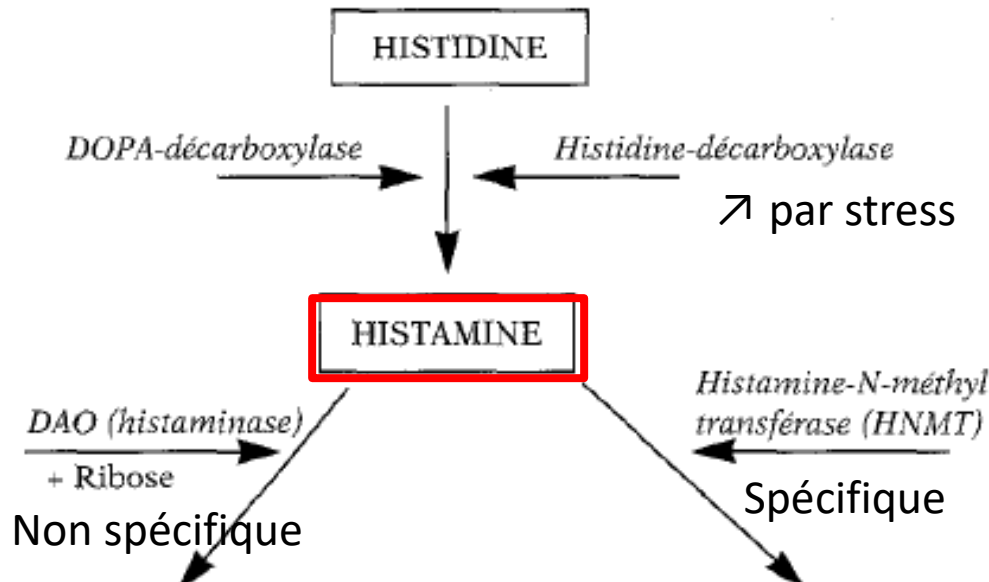 HISTIDINE
DOPA-décarboxylase
Histidine-décarboxylase
↗ par stress
HISTAMINE
Histamine-N-méthyl
transférase (HNMT)
DAO (histaminase)
+ Ribose
Spécifique
Non spécifique